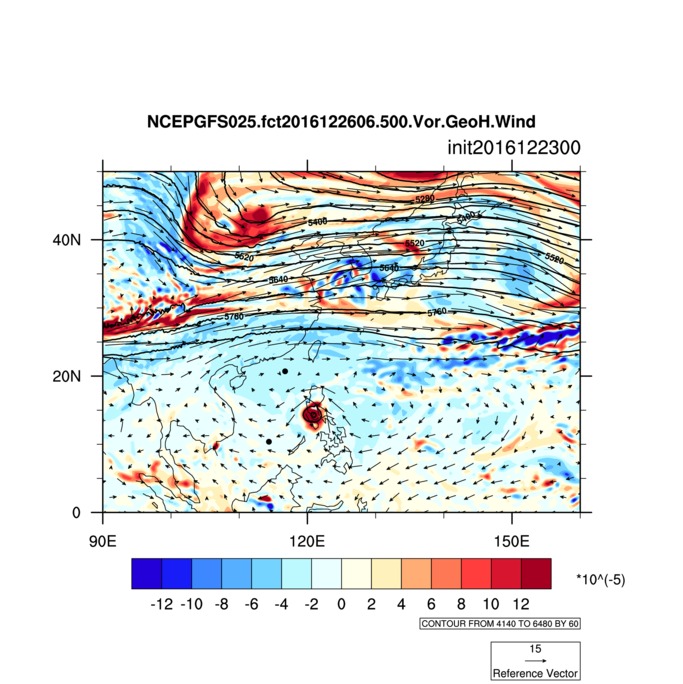 NCEPGFS025.fct2016122606.500.Vor.GeoH.Wind
init2016122300
5280
5400
5400
5520
5520
5520
5640
5640
5760
5760
40N
20N
0
90E
120E
150E
-12 -10 -8 -6 -4 -2 0 2 4 6 8 10 12
*10^(-5)
CONTOUR FROM 4140 TO 6480 BY 60
15
Reference Vector